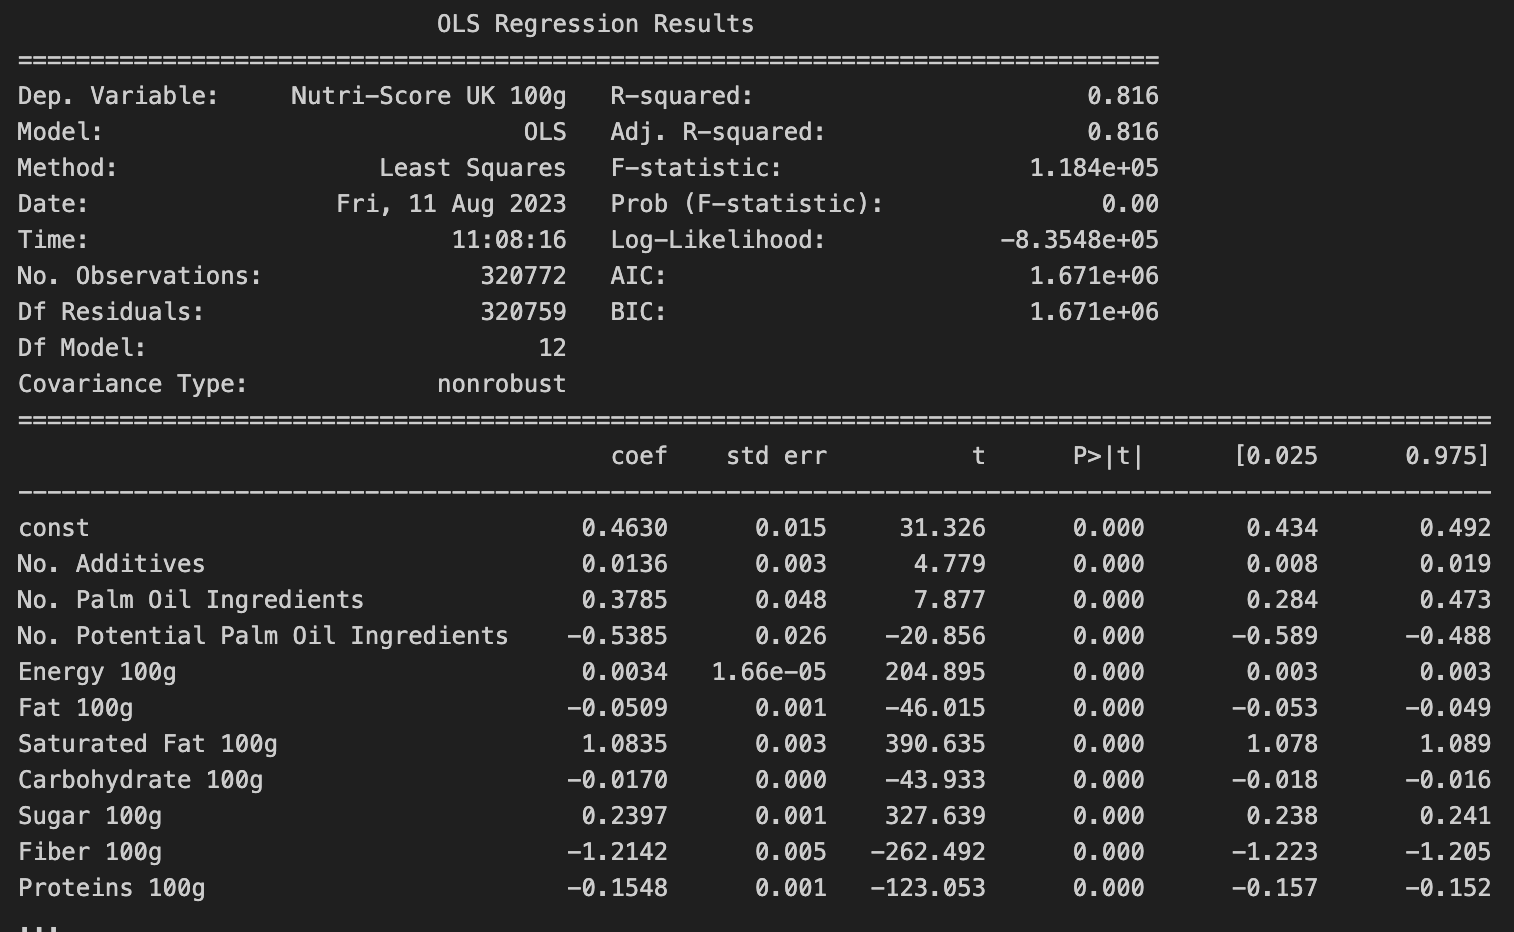 OLS Regression Results
==============================================================================
Dep. Variable: Nutri-Score UK 100g R-squared: 0.816
Model: OLS Adj. R-squared: 0.816
Method: Least Squares F-statistic: 1.184e+05
Date: Fri, 11 Aug 2023 Prob (F-statistic): 0.00
Time: 11:08:16 Log-Likelihood: -8.3548e+05
No. Observations: 320772 AIC: 1.671e+06
Df Residuals: 320759 BIC: 1.671e+06
Df Model: 12
Covariance Type: nonrobust
======================================================================================================
coef std err t P>|t| [0.025 0.975]
------------------------------------------------------------------------------------------------------
const 0.4630 0.015 31.326 0.000 0.434 0.492
No. Additives 0.0136 0.003 4.779 0.000 0.008 0.019
No. Palm Oil Ingredients 0.3785 0.048 7.877 0.000 0.284 0.473
No. Potential Palm Oil Ingredients -0.5385 0.026 -20.856 0.000 -0.589 -0.488
Energy 100g 0.0034 1.66e-05 204.895 0.000 0.003 0.003
Fat 100g -0.0509 0.001 -46.015 0.000 -0.053 -0.049
Saturated Fat 100g 1.0835 0.003 390.635 0.000 1.078 1.089
Carbohydrate 100g -0.0170 0.000 -43.933 0.000 -0.018 -0.016
Sugar 100g 0.2397 0.001 327.639 0.000 0.238 0.241
Fiber 100g -1.2142 0.005 -262.492 0.000 -1.223 -1.205
Proteins 100g -0.1548 0.001 -123.053 0.000 -0.157 -0.152
...